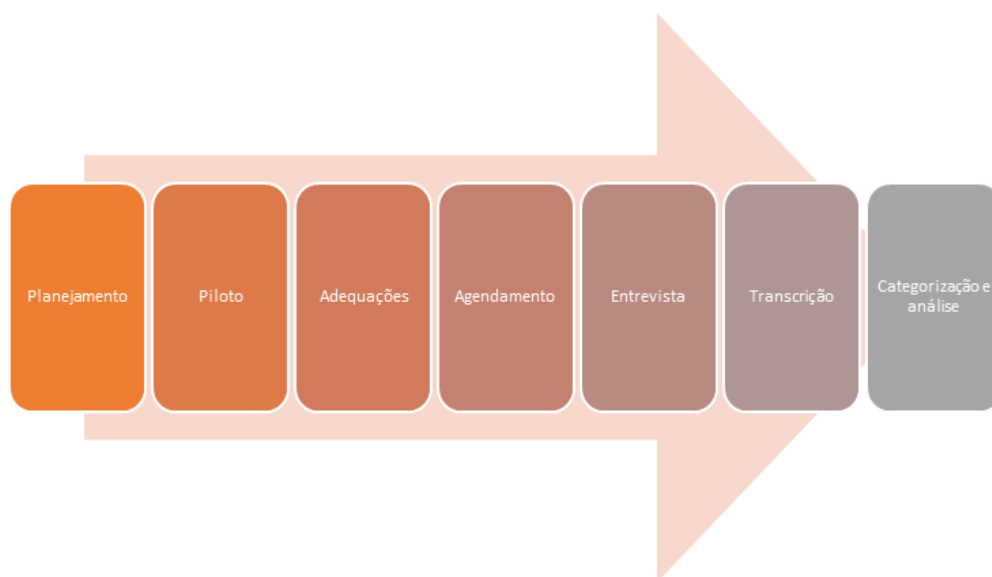 Planejamento
Piloto
Adequações
Agendamento
Entrevista
Transcrição
Categorização e
análise